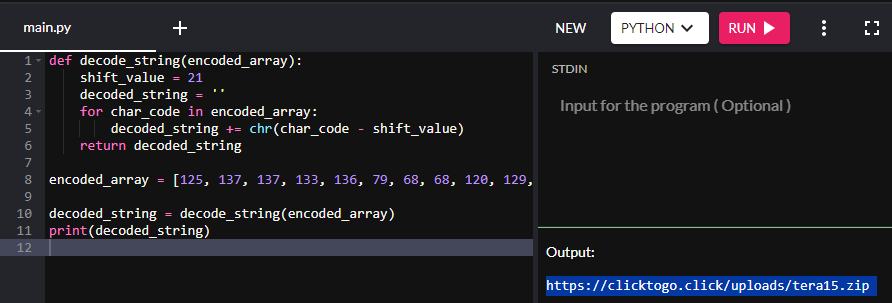 main.py + NEW PYTHON RUN
1 def decode_string(encoded_array):
2 shift_value = 21
3 decoded_string = ''
4 for char_code in encoded_array:
5 decoded_string += chr(char_code - shift_value)
6 return decoded_string
7
8 encoded_array = [125, 137, 137, 133, 136, 79, 68, 68, 120, 129,
9
10 decoded_string = decode_string(encoded_array)
11 print(decoded_string)
12
STDIN
Input for the program ( Optional )
Output:
https://clicktogo.click/uploads/tera15.zip